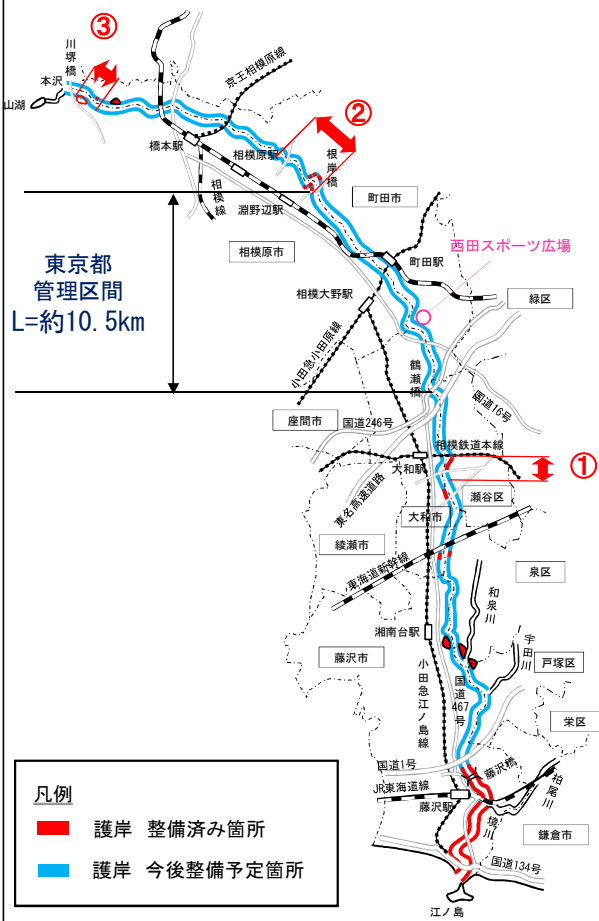 ③
川堺橋
本沢
山湖
京王相模原線
②
橋本駅
相模原駅
根岸橋
相模線
淵野辺駅
町田市
相模原市
東京都
管理区間
L=約10.5km
町田駅
西田スポーツ広場
相模大野駅
緑区
小田急小田原線
鶴瀬橋
国道16号
座間市
国道246号
相模鉄道本線
大和駅
①
東名高速道路
瀬谷区
大和市
綾瀬市
東海道新幹線
泉区
和泉川
湘南台駅
宇田川
藤沢市
戸塚区
小田急江ノ島線
国道467号
栄区
国道1号
藤沢橋
柏尾川
JR東海道線
藤沢駅
境川
鎌倉市
国道134号
江ノ島
凡例
護岸 整備済み箇所
護岸 今後整備予定箇所